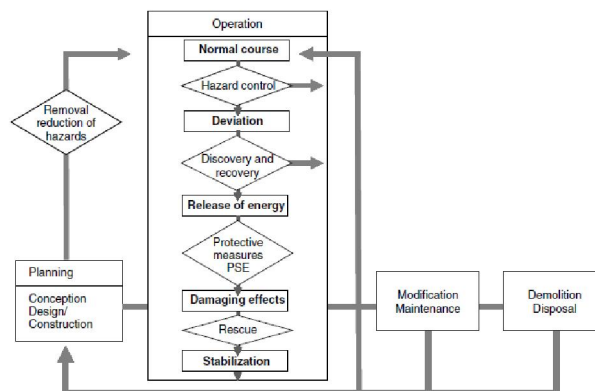 Operation
Normal course
Hazard control
Removal
reduction of
hazards
Deviation
Discovery and
recovery
Release of energy
Protective
measures
PSE
Planning
Conception
Design/
Construction
Damaging effects
Modification
Maintenance
Demolition
Disposal
Rescue
Stabilization